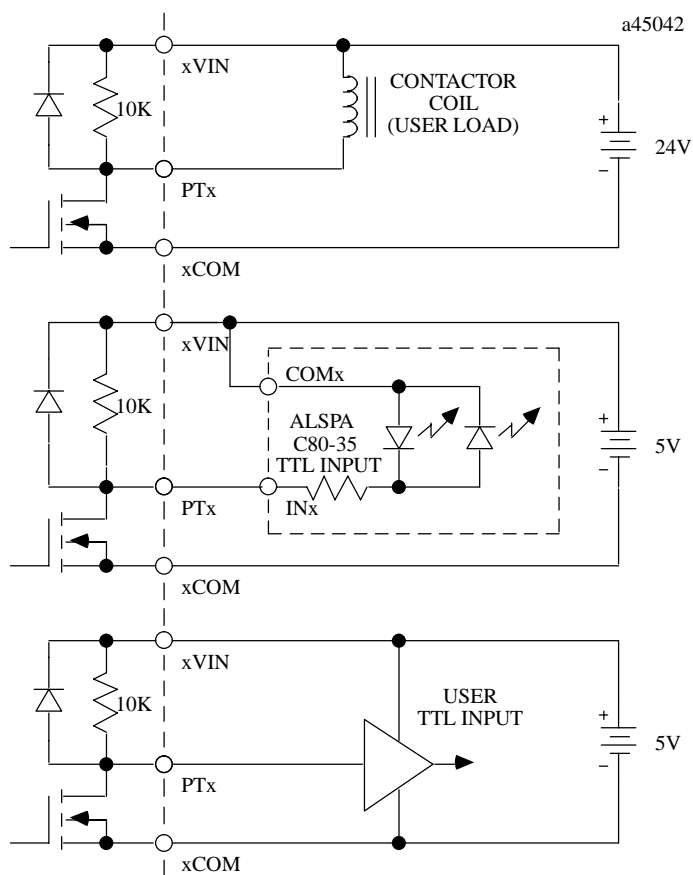 a45042
xVIN
10K
CONTACTOR
COIL
(USER LOAD)
+
24V
−
PTx
xCOM
xVIN
COMx
10K
ALSPA
C80-35
TTL INPUT
+
5V
−
PTx
INx
xCOM
xVIN
10K
USER
TTL INPUT
+
5V
−
PTx
xCOM